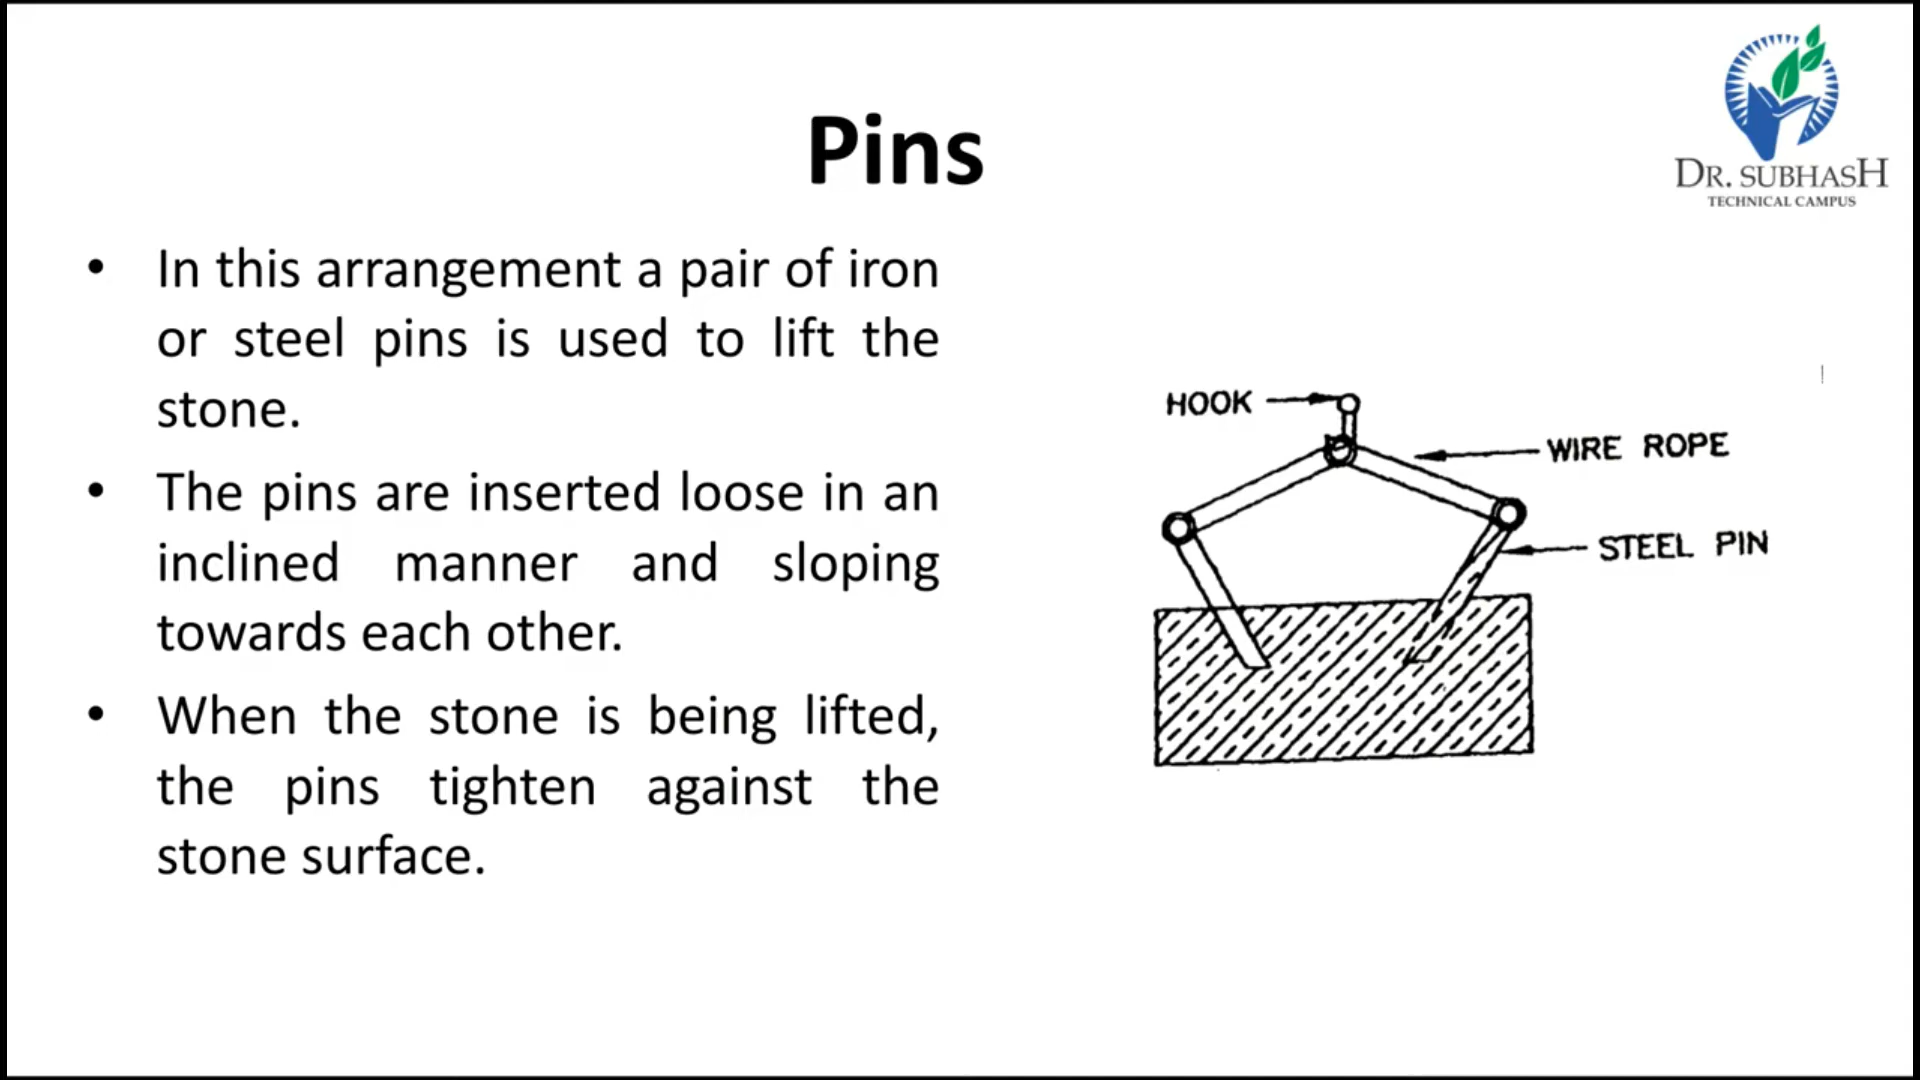 Pins
DR. SUBHASH
TECHNICAL CAMPUS
• In this arrangement a pair of iron
or steel pins is used to lift the
stone.
• The pins are inserted loose in an
inclined manner and sloping
towards each other.
• When the stone is being lifted,
the pins tighten against the
stone surface.
HOOK
WIRE ROPE
STEEL PIN